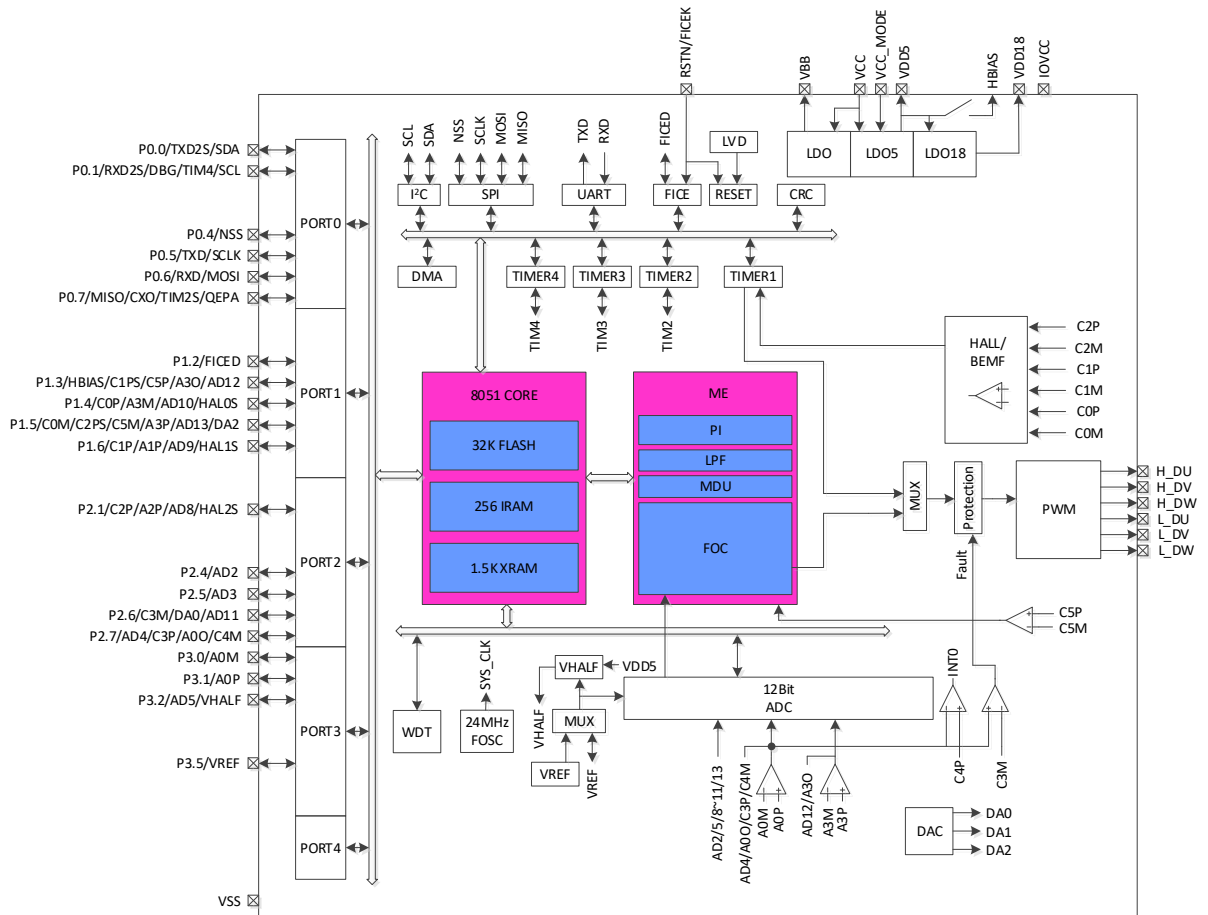 RSTN/FICEK
VBB
VCC
VCC_MODE
VDD5
HBIAS
VDD18
IOVCC
P0.0/TXD2S/SDA
P0.1/RXD2S/DBG/TIM4/SCL
P0.4/NSS
P0.5/TXD/SCLK
P0.6/RXD/MOSI
P0.7/MISO/CXO/TIM2S/QEPA
P1.2/FICED
P1.3/HBIAS/C1PS/C5P/A3O/AD12
P1.4/C0P/A3M/AD10/HAL0S
P1.5/C0M/C2PS/C5M/A3P/AD13/DA2
P1.6/C1P/A1P/AD9/HAL1S
P2.1/C2P/A2P/AD8/HAL2S
P2.4/AD2
P2.5/AD3
P2.6/C3M/DA0/AD11
P2.7/AD4/C3P/A0O/C4M
P3.0/A0M
P3.1/A0P
P3.2/AD5/VHALF
P3.5/VREF
VSS
PORT0
PORT1
PORT2
PORT3
PORT4
SCL
SDA
NSS
SCLK
MOSI
MISO
TXD
RXD
FICED
LVD
I²C
SPI
UART
FICE
RESET
CRC
LDO
LDO5
LDO18
DMA
TIMER4
TIMER3
TIMER2
TIMER1
TIM4
TIM3
TIM2
HALL/
BEMF
C2P
C2M
C1P
C1M
C0P
C0M
8051 CORE
32K FLASH
256 IRAM
1.5K XRAM
ME
PI
LPF
MDU
FOC
MUX
Protection
Fault
PWM
H_DU
H_DV
H_DW
L_DU
L_DV
L_DW
C5P
C5M
WDT
SYS_CLK
24MHz
FOSC
VHALF
VDD5
VHALF
MUX
VREF
VREF
12Bit
ADC
INT0
C4P
C3M
AD2/5/8~11/13
AD4/A0O/C3P/C4M
A0M
A0P
AD12/A3O
A3M
A3P
DAC
DA0
DA1
DA2